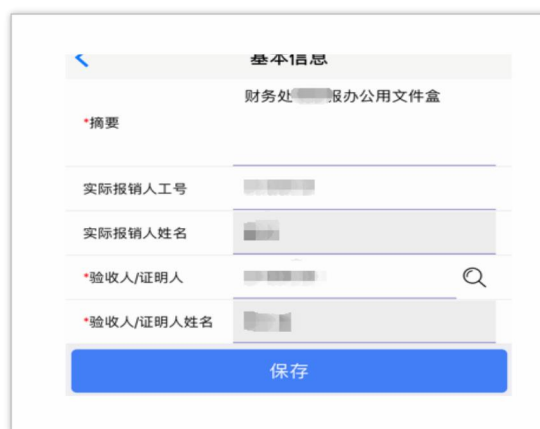 基本信息
财务处 报办公用文件盒
*摘要
实际报销人工号
实际报销人姓名
*验收人/证明人
*验收人/证明人姓名
保存